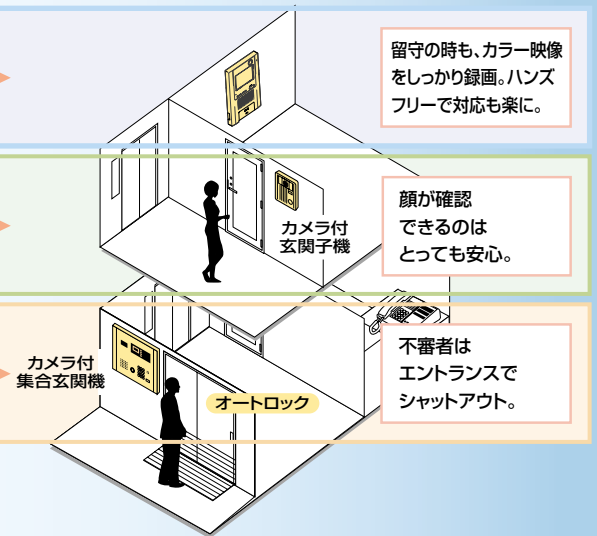 留守の時も、カラー映像
をしっかり録画。ハンズ
フリーで対応も楽に。
カメラ付
玄関子機
顔が確認
できるのは
とっても安心。
カメラ付
集合玄関機
オートロック
不審者は
エントランスで
シャットアウト。